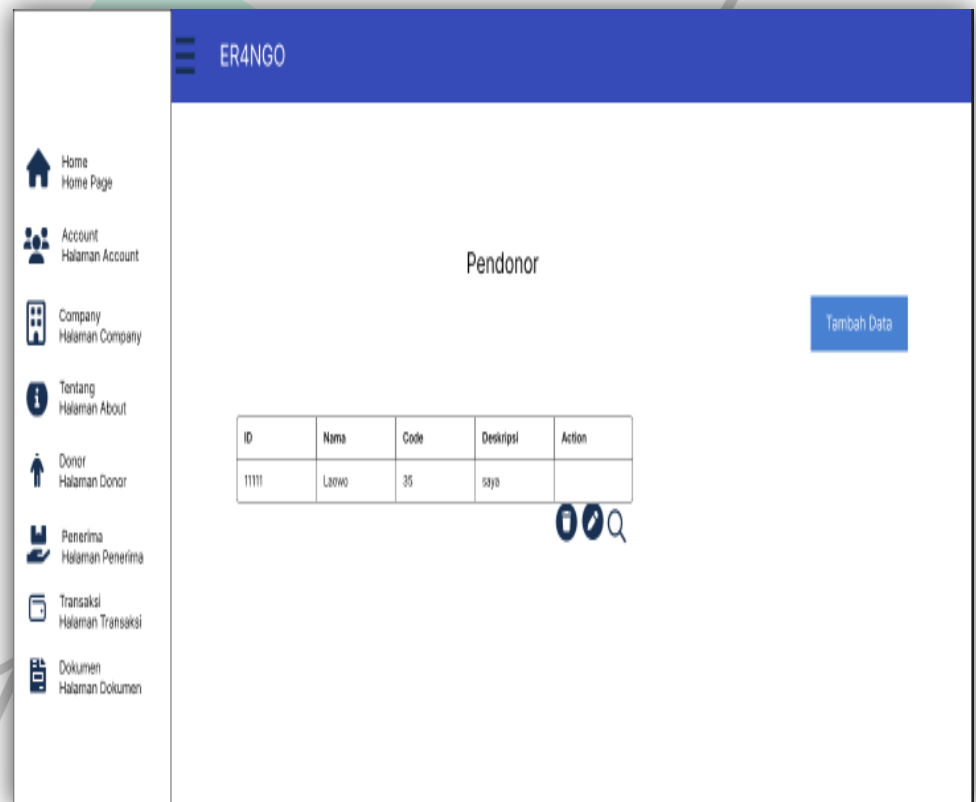 ER4NGO
Home
Home Page
Account
Halaman Account
Company
Halaman Company
Tentang
Halaman About
Donor
Halaman Donor
Penerima
Halaman Penerima
Transaksi
Halaman Transaksi
Dokumen
Halaman Dokumen
Pendonor
Tambah Data
ID Nama Code Deskripsi Action
11111 Laowo 35 saya